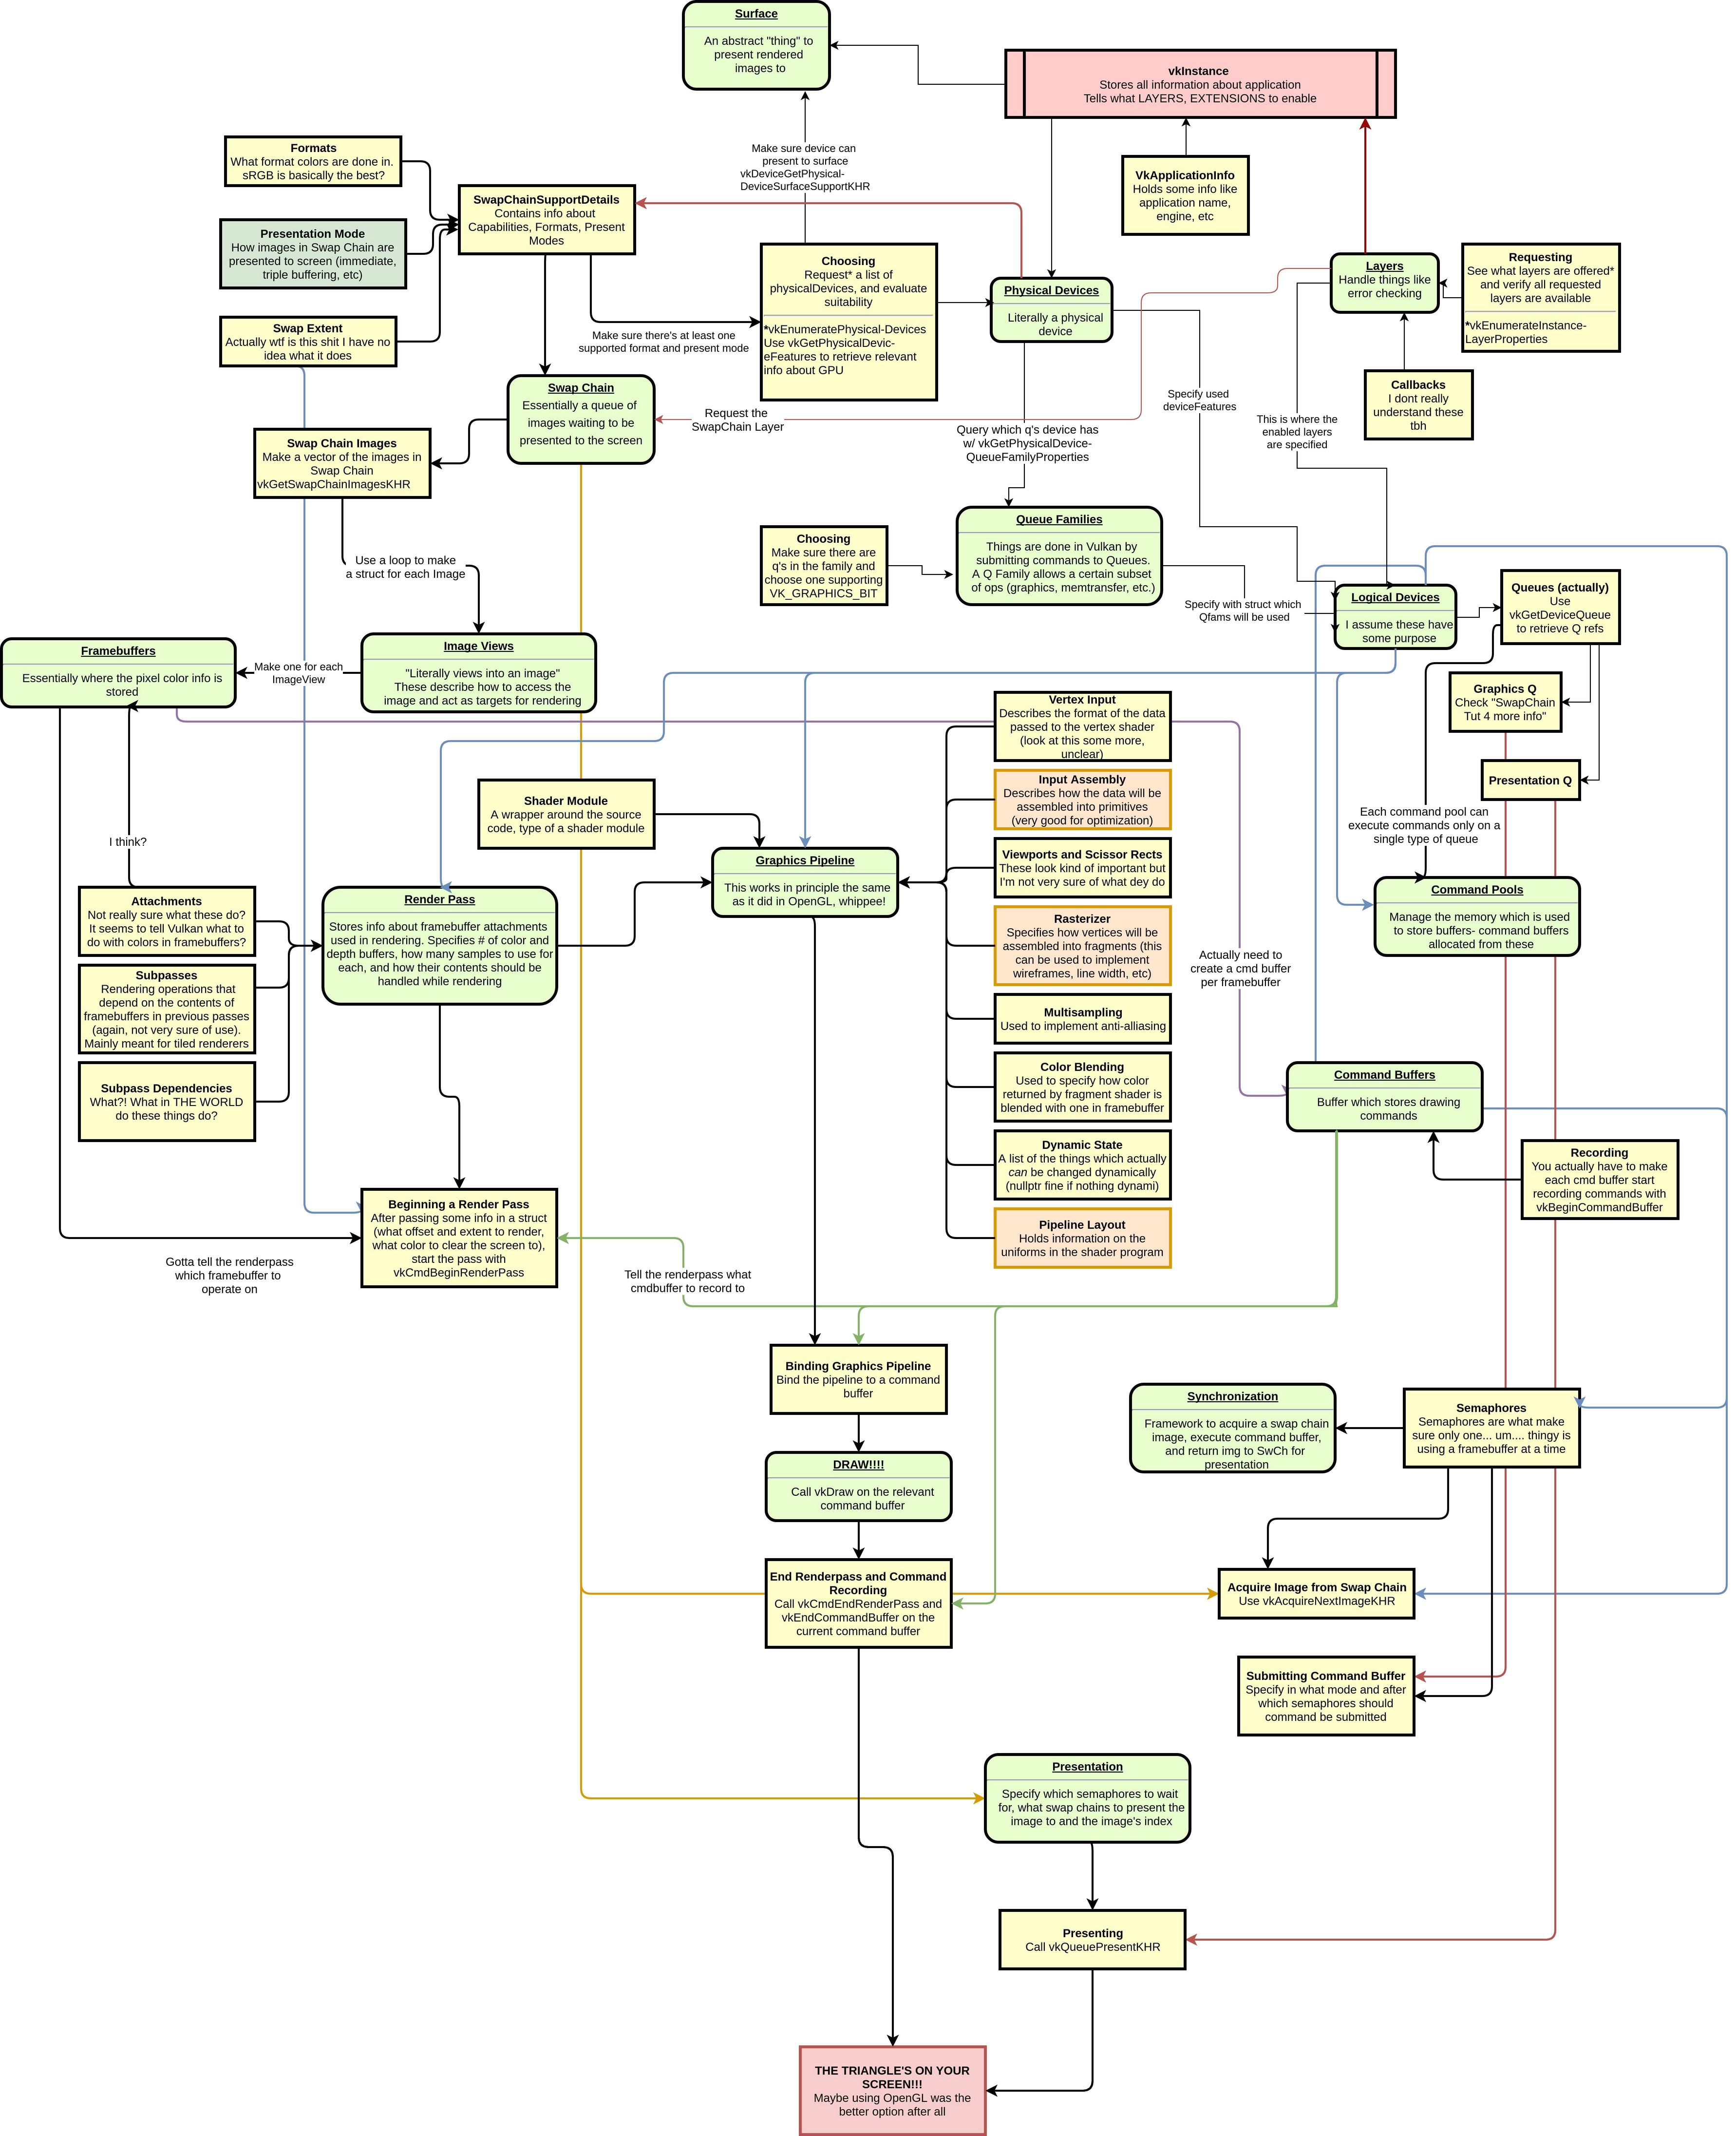 Surface
An abstract "thing" to
present rendered
images to
vkInstance
Stores all information about application
Tells what LAYERS, EXTENSIONS to enable
Formats
What format colors are done in.
sRGB is basically the best?
Make sure device can
present to surface
vkDeviceGetPhysical-
DeviceSurfaceSupportKHR
VkApplicationInfo
Holds some info like
application name,
engine, etc
SwapChainSupportDetails
Contains info about
Capabilities, Formats, Present
Modes
Presentation Mode
How images in Swap Chain are
presented to screen (immediate,
triple buffering, etc)
Choosing
Request* a list of
physicalDevices, and evaluate
suitability
*vkEnumeratePhysical-Devices
Use vkGetPhysicalDevic-
eFeatures to retrieve relevant
info about GPU
Physical Devices
Literally a physical
device
Layers
Handle things like
error checking
Requesting
See what layers are offered*
and verify all requested
layers are available
*vkEnumerateInstance-
LayerProperties
Swap Extent
Actually wtf is this shit I have no
idea what it does
Make sure there's at least one
supported format and present mode
Swap Chain
Essentially a queue of
images waiting to be
presented to the screen
Request the
SwapChain Layer
Specify used
deviceFeatures
This is where the
enabled layers
are specified
Callbacks
I dont really
understand these
tbh
Swap Chain Images
Make a vector of the images in
Swap Chain
vkGetSwapChainImagesKHR
Query which q's device has
w/ vkGetPhysicalDevice-
QueueFamilyProperties
Choosing
Make sure there are
q's in the family and
choose one supporting
VK_GRAPHICS_BIT
Queue Families
Things are done in Vulkan by
submitting commands to Queues.
A Q Family allows a certain subset
of ops (graphics, memtransfer, etc.)
Use a loop to make
a struct for each Image
Specify with struct which
Qfams will be used
Logical Devices
I assume these have
some purpose
Queues (actually)
Use
vkGetDeviceQueue
to retrieve Q refs
Framebuffers
Essentially where the pixel color info is
stored
Make one for each
ImageView
Image Views
"Literally views into an image"
These describe how to access the
image and act as targets for rendering
Graphics Q
Check "SwapChain
Tut 4 more info"
Presentation Q
Vertex Input
Describes the format of the data
passed to the vertex shader
(look at this some more,
unclear)
Input Assembly
Describes how the data will be
assembled into primitives
(very good for optimization)
Shader Module
A wrapper around the source
code, type of a shader module
I think?
Each command pool can
execute commands only on a
single type of queue
Graphics Pipeline
This works in principle the same
as it did in OpenGL, whippee!
Viewports and Scissor Rects
These look kind of important but
I'm not very sure of what dey do
Command Pools
Manage the memory which is used
to store buffers- command buffers
allocated from these
Attachments
Not really sure what these do?
It seems to tell Vulkan what to
do with colors in framebuffers?
Render Pass
Stores info about framebuffer attachments
used in rendering. Specifies # of color and
depth buffers, how many samples to use for
each, and how their contents should be
handled while rendering
Rasterizer
Specifies how vertices will be
assembled into fragments (this
can be used to implement
wireframes, line width, etc)
Actually need to
create a cmd buffer
per framebuffer
Subpasses
Rendering operations that
depend on the contents of
framebuffers in previous passes
(again, not very sure of use).
Mainly meant for tiled renderers
Multisampling
Used to implement anti-alliasing
Subpass Dependencies
What?! What in THE WORLD
do these things do?
Color Blending
Used to specify how color
returned by fragment shader is
blended with one in framebuffer
Command Buffers
Buffer which stores drawing
commands
Dynamic State
A list of the things which actually
can be changed dynamically
(nullptr fine if nothing dynami)
Recording
You actually have to make
each cmd buffer start
recording commands with
vkBeginCommandBuffer
Beginning a Render Pass
After passing some info in a struct
(what offset and extent to render,
what color to clear the screen to),
start the pass with
vkCmdBeginRenderPass
Pipeline Layout
Holds information on the
uniforms in the shader program
Gotta tell the renderpass
which framebuffer to
operate on
Tell the renderpass what
cmdbuffer to record to
Binding Graphics Pipeline
Bind the pipeline to a command
buffer
Synchronization
Framework to acquire a swap chain
image, execute command buffer,
and return img to SwCh for
presentation
Semaphores
Semaphores are what make
sure only one... um.... thingy is
using a framebuffer at a time
DRAW!!!!
Call vkDraw on the relevant
command buffer
End Renderpass and Command
Recording
Call vkCmdEndRenderPass and
vkEndCommandBuffer on the
current command buffer
Acquire Image from Swap Chain
Use vkAcquireNextImageKHR
Submitting Command Buffer
Specify in what mode and after
which semaphores should
command be submitted
Presentation
Specify which semaphores to wait
for, what swap chains to present the
image to and the image's index
Presenting
Call vkQueuePresentKHR
THE TRIANGLE'S ON YOUR
SCREEN!!!
Maybe using OpenGL was the
better option after all